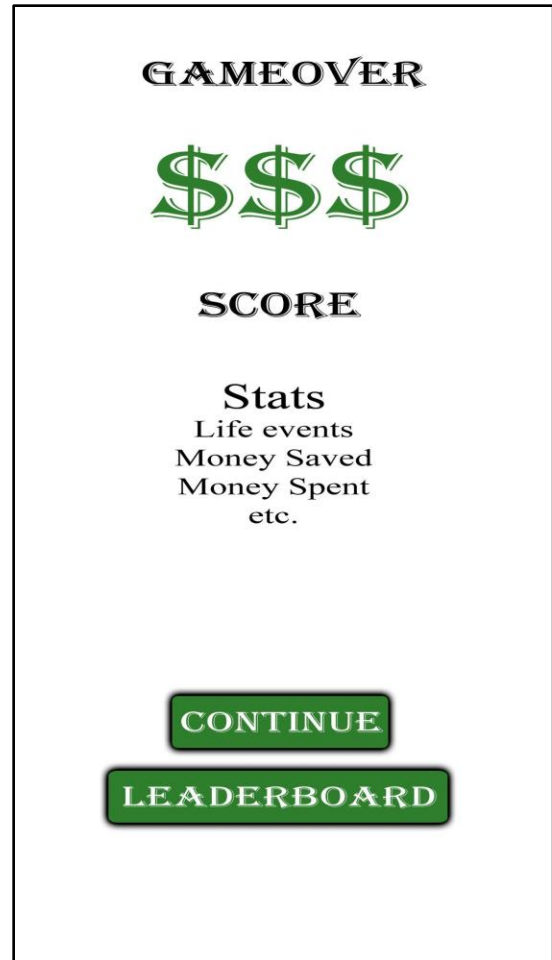 GAMEOVER
$$$
SCORE
Stats
Life events
Money Saved
Money Spent
etc.
CONTINUE
LEADERBOARD